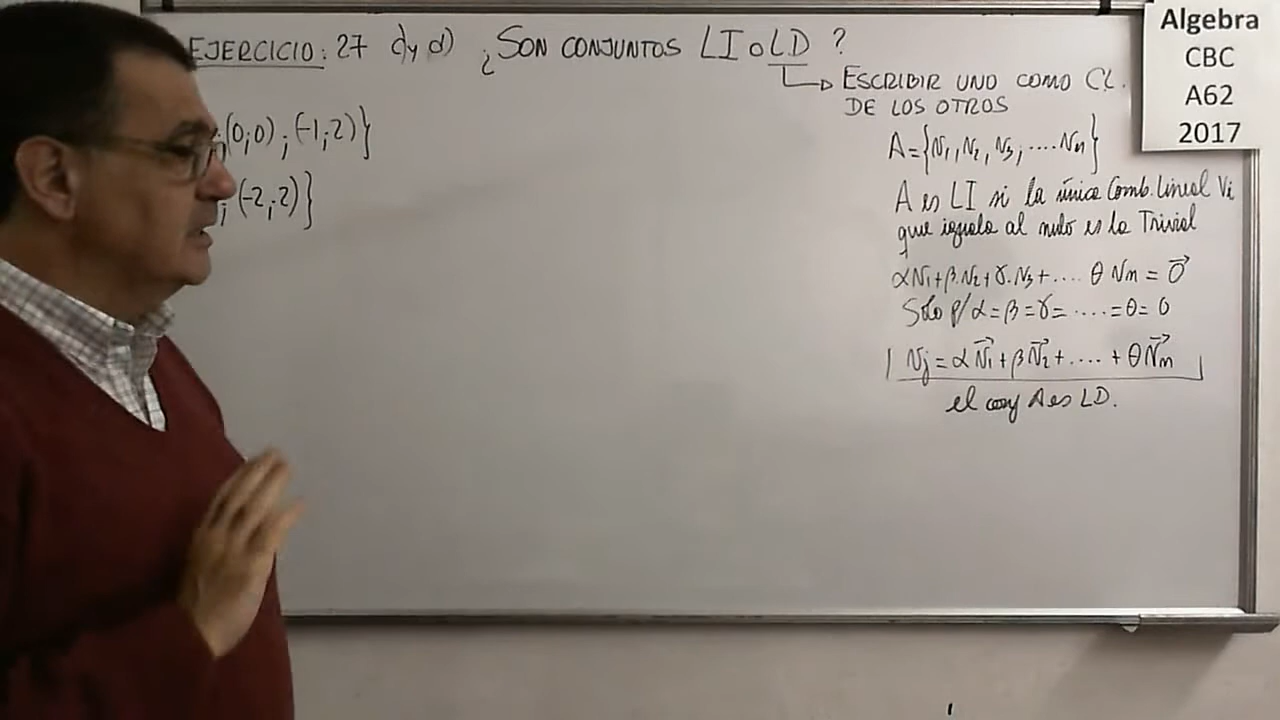 EJERCICIO: 27 c) y d) ¿SON CONJUNTOS LI o LD ?
ESCRIBIR UNO COMO CL.
DE LOS OTROS
;(0;0) ; (-1;2)}
; (-2;2)}
A={V1, V2, V3; ....Vn}
A es LI si la única Comb. Lineal Vi
que iguala al nulo es la Trivial
αV1+β.V2+γ.V3+.... θ Vn = 0⃗
Solo p/ α=β=γ= .....=θ= 0
Vj = αV⃗1+βV⃗2+....+θV⃗n
el conj A es LD.
Algebra
CBC
A62
2017